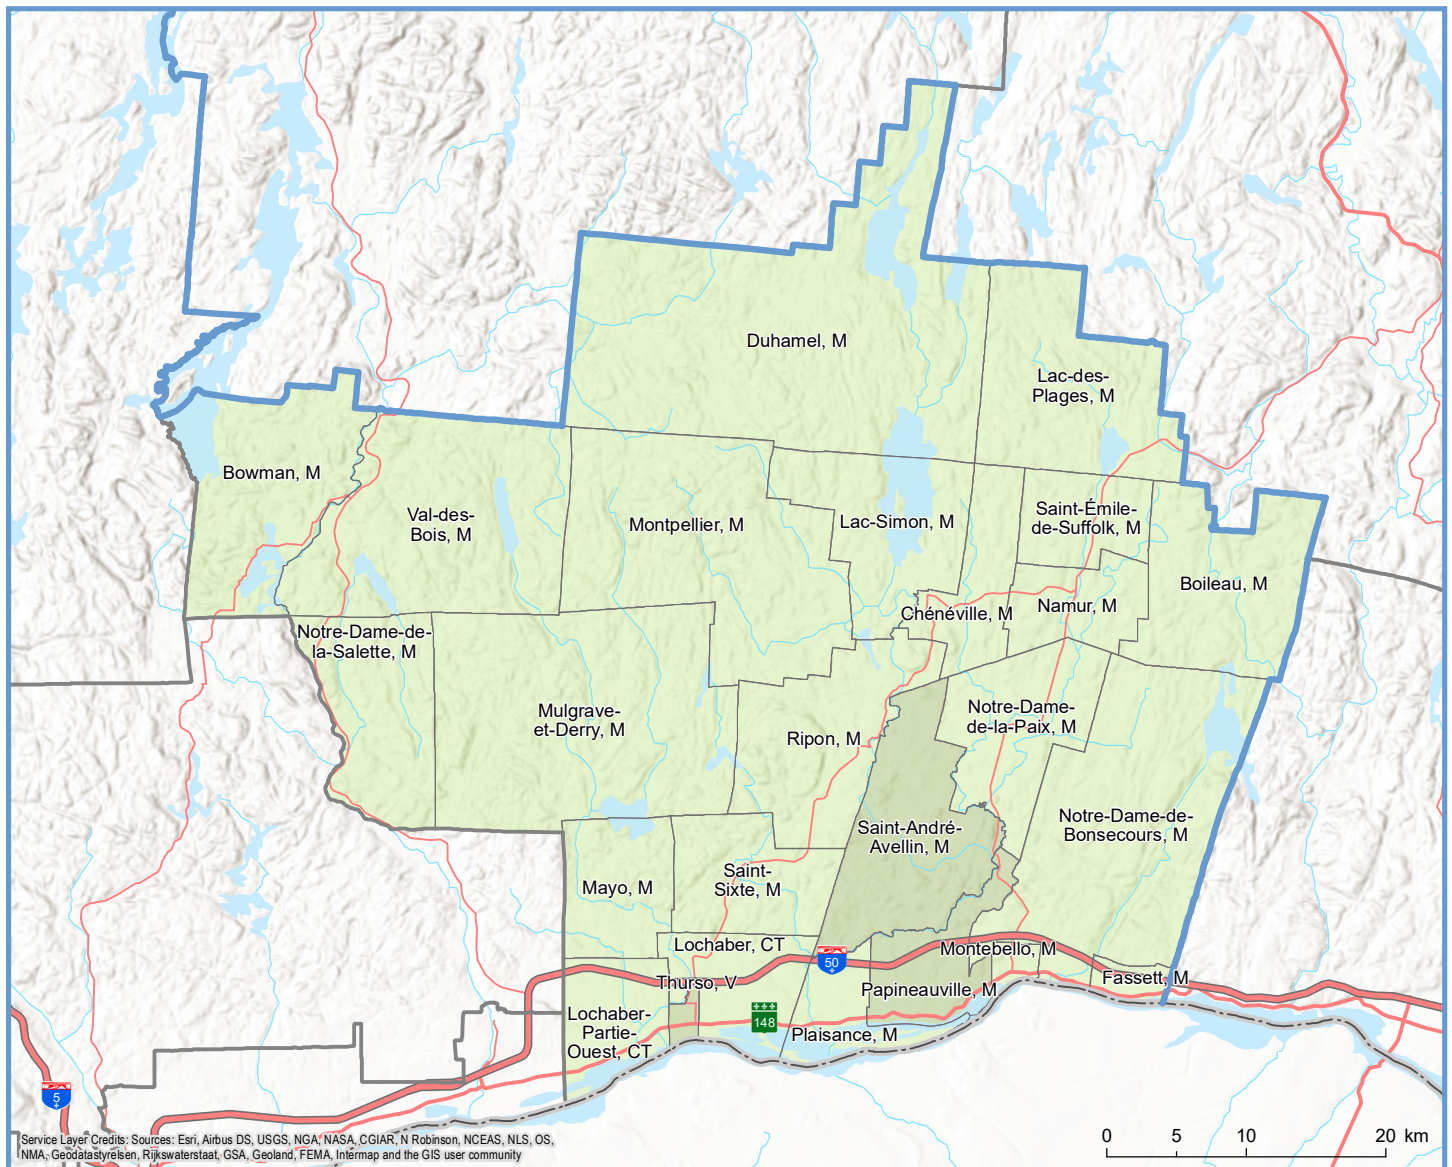 Duhamel, M
Lac-des-
Plages, M
Bowman, M
Val-des-
Bois, M
Montpellier, M
Lac-Simon, M
Saint-Émile-
de-Suffolk, M
Boileau, M
Chénéville, M
Namur, M
Notre-Dame-de-
la-Salette, M
Mulgrave-
et-Derry, M
Ripon, M
Notre-Dame-
de-la-Paix, M
Saint-André-
Avellin, M
Notre-Dame-de-
Bonsecours, M
Mayo, M
Saint-
Sixte, M
Lochaber, CT
50
Montebello, M
Thurso, V
Papineauville, M
Fassett, M
Lochaber-
Partie-
Ouest, CT
148
Plaisance, M
5
0 5 10 20 km
Service Layer Credits: Sources: Esri, Airbus DS, USGS, NGA, NASA, CGIAR, N Robinson, NCEAS, NLS, OS,
NMA, Geodatastyrelsen, Rijkswaterstaat, GSA, Geoland, FEMA, Intermap and the GIS user community